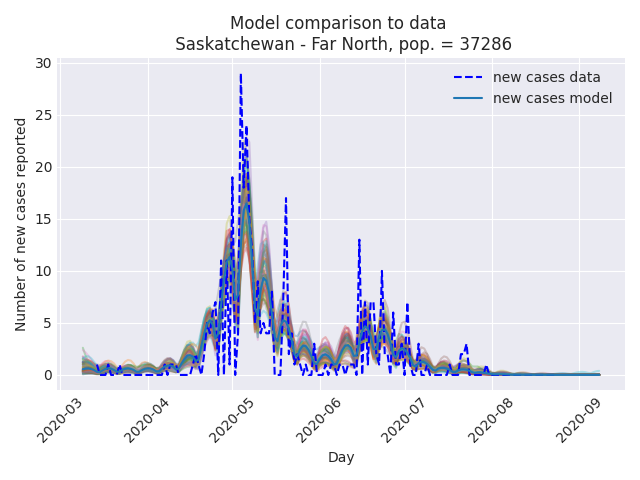 Model comparison to data
Saskatchewan - Far North, pop. = 37286
new cases data
new cases model
Number of new cases reported
30
25
20
15
10
5
0
2020-03
2020-04
2020-05
2020-06
2020-07
2020-08
2020-09
Day